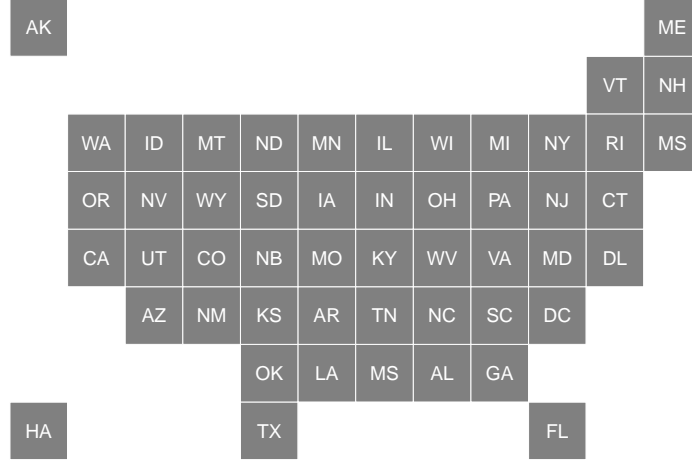 AK ME
VT NH
WA ID MT ND MN IL WI MI NY RI MS
OR NV WY SD IA IN OH PA NJ CT
CA UT CO NB MO KY WV VA MD DL
AZ NM KS AR TN NC SC DC
OK LA MS AL GA
HA TX FL